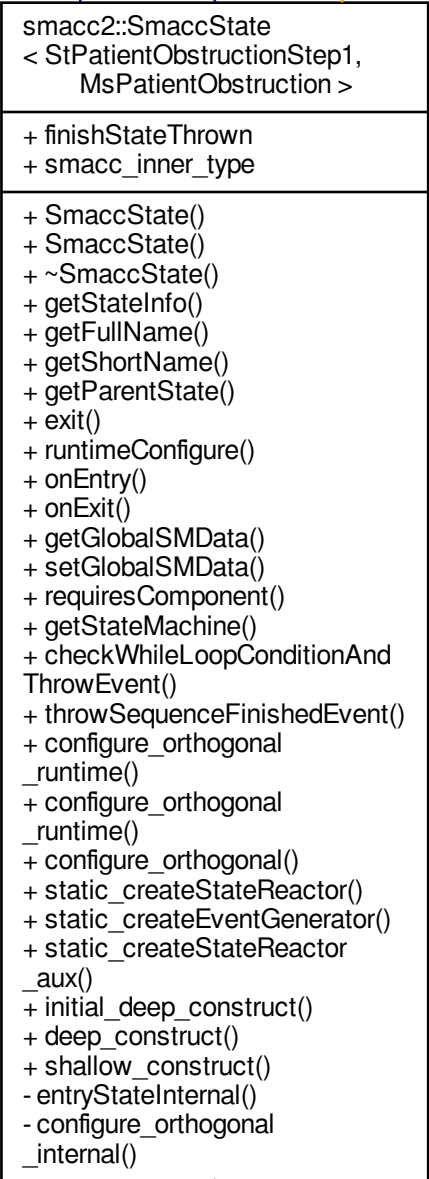 smacc2::SmaccState
< StPatientObstructionStep1,
MsPatientObstruction >
+ finishStateThrown
+ smacc_inner_type
+ SmaccState()
+ SmaccState()
+ ~SmaccState()
+ getStateInfo()
+ getFullName()
+ getShortName()
+ getParentState()
+ exit()
+ runtimeConfigure()
+ onEntry()
+ onExit()
+ getGlobalSMData()
+ setGlobalSMData()
+ requiresComponent()
+ getStateMachine()
+ checkWhileLoopConditionAnd
ThrowEvent()
+ throwSequenceFinishedEvent()
+ configure_orthogonal
_runtime()
+ configure_orthogonal
_runtime()
+ configure_orthogonal()
+ static_createStateReactor()
+ static_createEventGenerator()
+ static_createStateReactor
_aux()
+ initial_deep_construct()
+ deep_construct()
+ shallow_construct()
- entryStateInternal()
- configure_orthogonal
_internal()